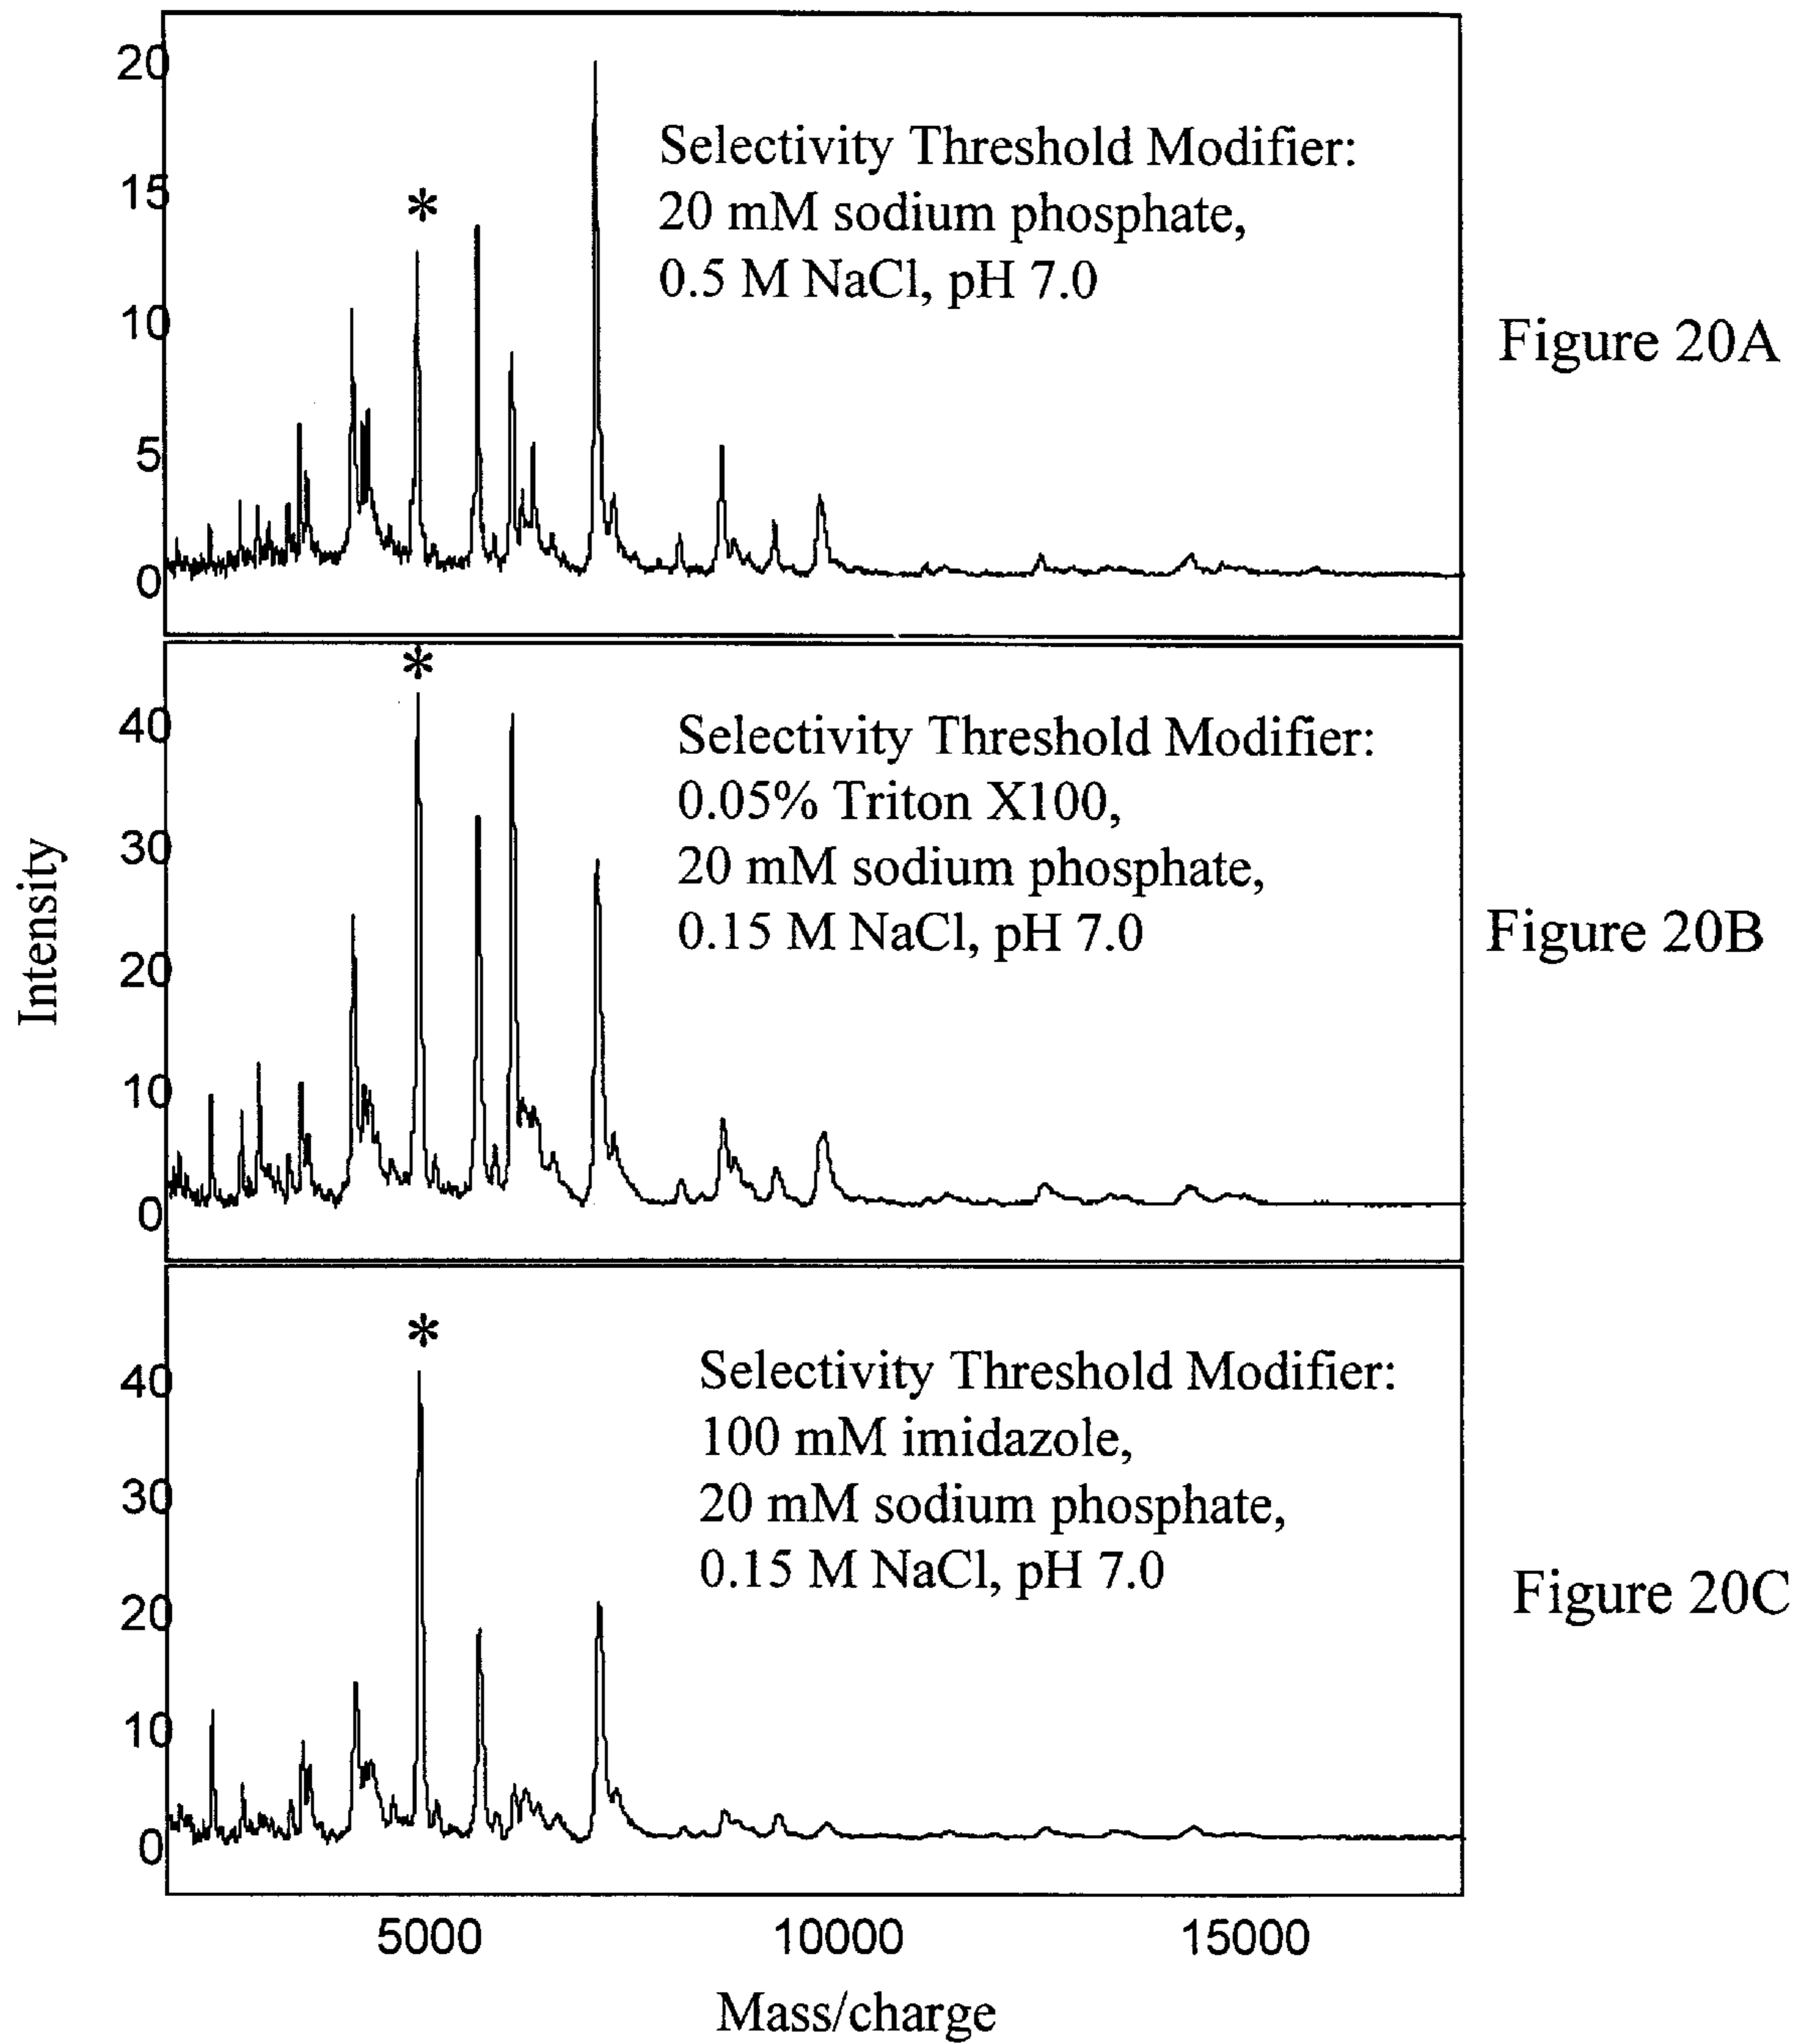 20
15
10
5
0
*
Selectivity Threshold Modifier:
20 mM sodium phosphate,
0.5 M NaCl, pH 7.0
Figure 20A
40
30
20
10
0
*
Selectivity Threshold Modifier:
0.05% Triton X100,
20 mM sodium phosphate,
0.15 M NaCl, pH 7.0
Figure 20B
Intensity
40
30
20
10
0
*
Selectivity Threshold Modifier:
100 mM imidazole,
20 mM sodium phosphate,
0.15 M NaCl, pH 7.0
Figure 20C
5000 10000 15000
Mass/charge